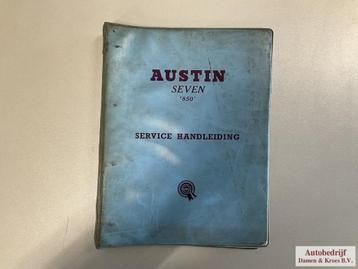 AUSTIN
SEVEN
'850'
SERVICE HANDLEIDING
Autobedrijf
Damen & Kroes B.V.